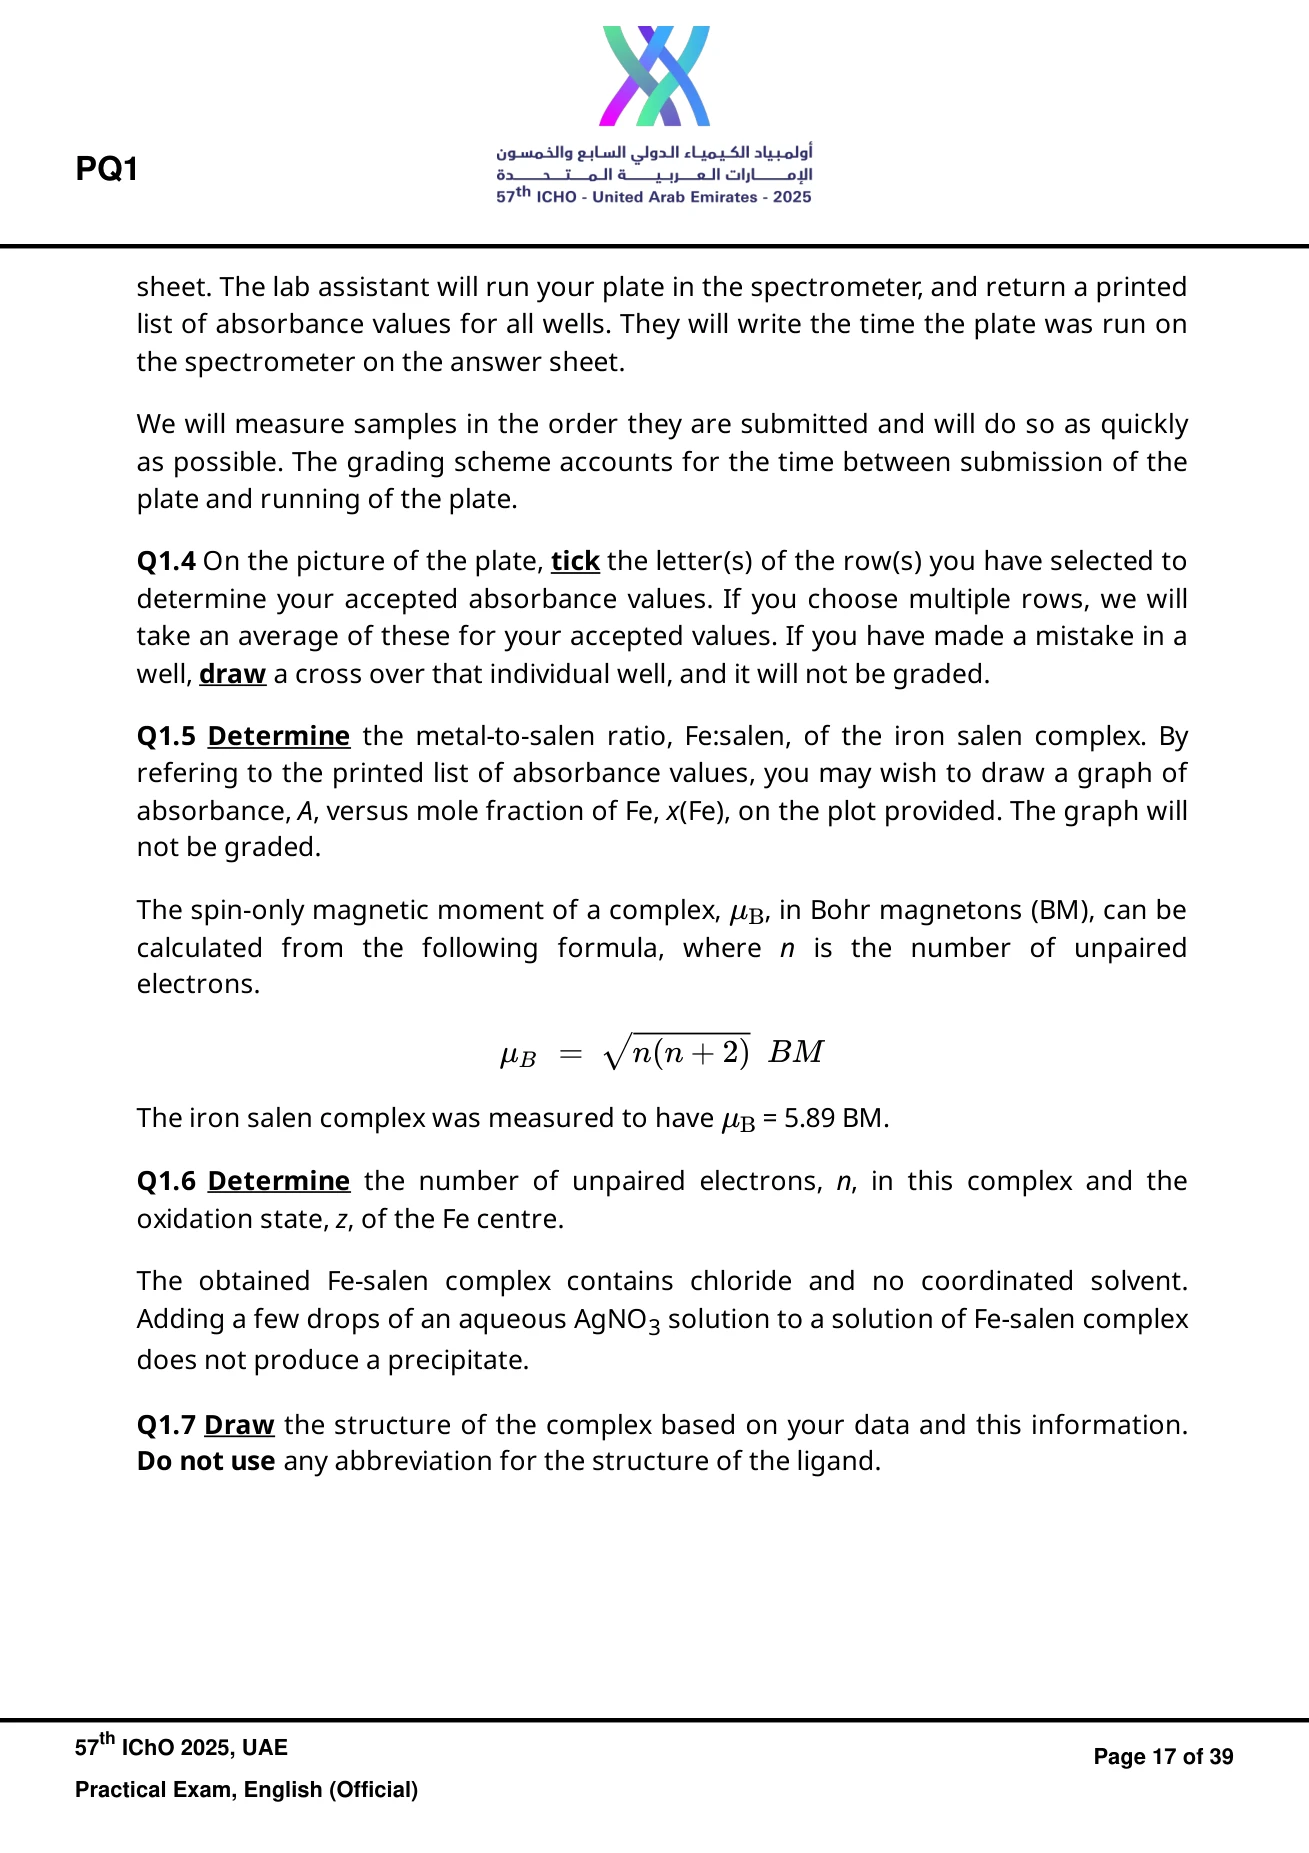 PQ1
أولمبياد الكيمياء الدولي السابع والخمسون
الإمارات العربية المتحدة
57th ICHO - United Arab Emirates - 2025
sheet. The lab assistant will run your plate in the spectrometer, and return a printed
list of absorbance values for all wells. They will write the time the plate was run on
the spectrometer on the answer sheet.
We will measure samples in the order they are submitted and will do so as quickly
as possible. The grading scheme accounts for the time between submission of the
plate and running of the plate.
Q1.4 On the picture of the plate, tick the letter(s) of the row(s) you have selected to
determine your accepted absorbance values. If you choose multiple rows, we will
take an average of these for your accepted values. If you have made a mistake in a
well, draw a cross over that individual well, and it will not be graded.
Q1.5 Determine the metal-to-salen ratio, Fe:salen, of the iron salen complex. By
refering to the printed list of absorbance values, you may wish to draw a graph of
absorbance, A, versus mole fraction of Fe, x(Fe), on the plot provided. The graph will
not be graded.
The spin-only magnetic moment of a complex, μB, in Bohr magnetons (BM), can be
calculated from the following formula, where n is the number of unpaired
electrons.
μB = √n(n + 2) BM
The iron salen complex was measured to have μB = 5.89 BM.
Q1.6 Determine the number of unpaired electrons, n, in this complex and the
oxidation state, z, of the Fe centre.
The obtained Fe-salen complex contains chloride and no coordinated solvent.
Adding a few drops of an aqueous AgNO3 solution to a solution of Fe-salen complex
does not produce a precipitate.
Q1.7 Draw the structure of the complex based on your data and this information.
Do not use any abbreviation for the structure of the ligand.
57th IChO 2025, UAE
Page 17 of 39
Practical Exam, English (Official)